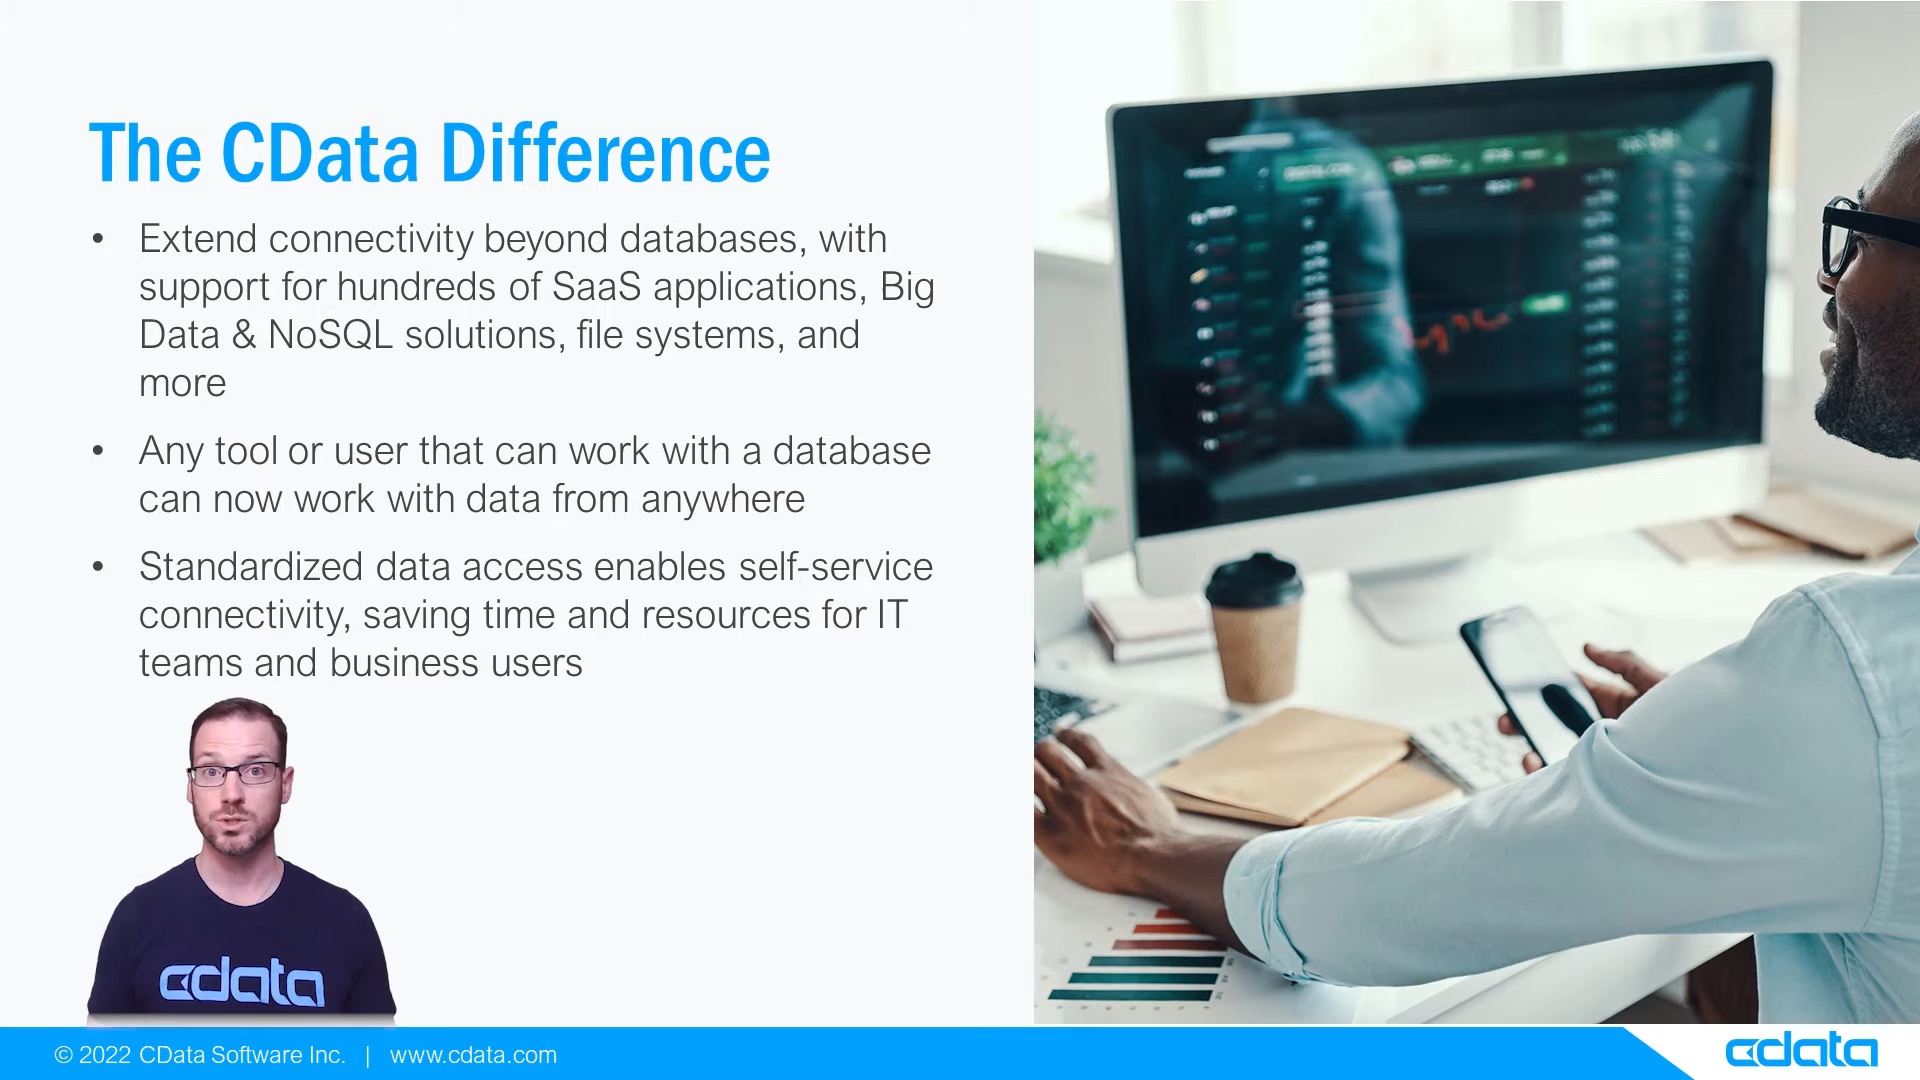 The CData Difference
• Extend connectivity beyond databases, with
support for hundreds of SaaS applications, Big
Data & NoSQL solutions, file systems, and
more
• Any tool or user that can work with a database
can now work with data from anywhere
• Standardized data access enables self-service
connectivity, saving time and resources for IT
teams and business users
cdata
© 2022 CData Software Inc. | www.cdata.com
cdata